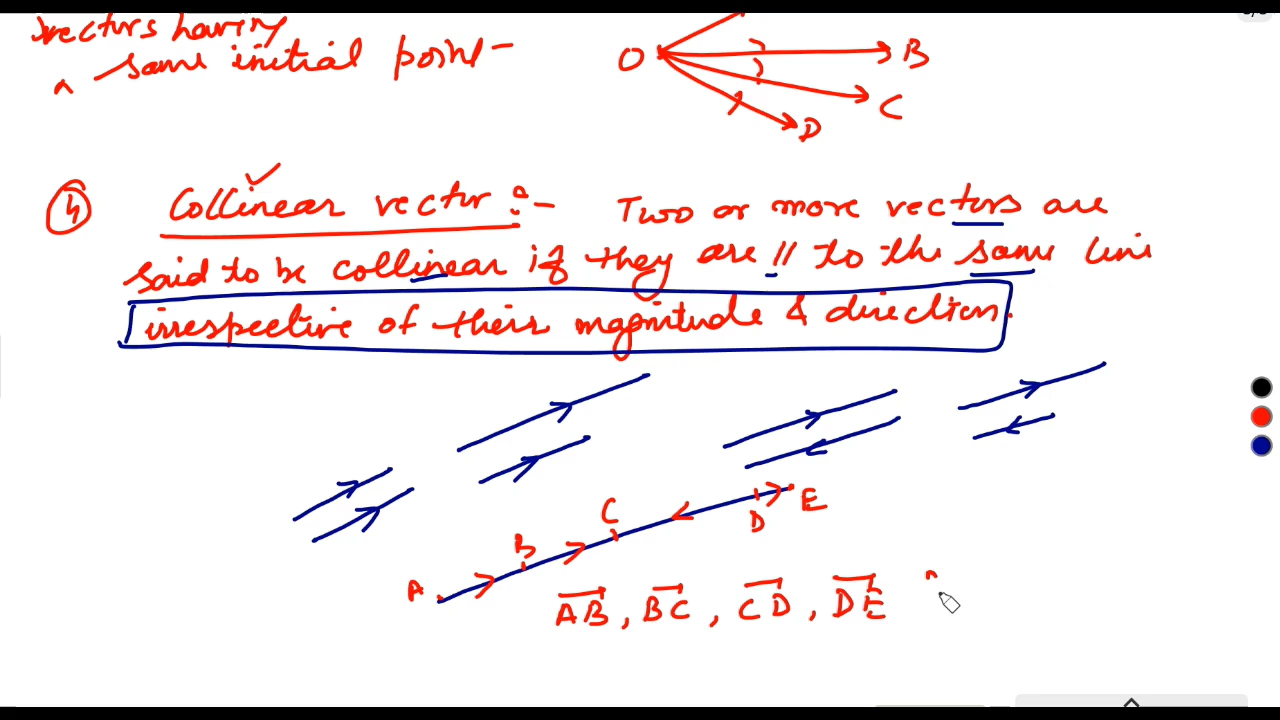 vectors having
same initial point -
O B
C
D
④ Collinear vector :- Two or more vectors are
said to be collinear if they are // to the same line
irrespective of their magnitude & direction.
A B C D E
AB, BC, CD, DE